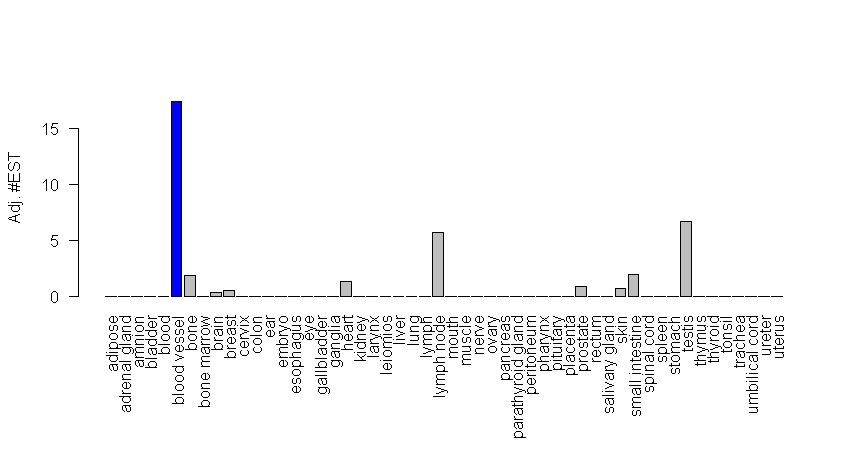 Adj. #EST
15
10
5
0
adipose
adrenal gland
amnion
bladder
blood
blood vessel
bone
bone marrow
brain
breast
cervix
colon
ear
embryo
esophagus
eye
gallbladder
ganglia
heart
kidney
larynx
leiomios
liver
lung
lymph
lymph node
mouth
muscle
nerve
ovary
pancreas
parathyroid gland
peritoneum
pharynx
pituitary
placenta
prostate
rectum
salivary gland
skin
small intestine
spinal cord
spleen
stomach
testis
thymus
thyroid
tonsil
trachea
umbilical cord
ureter
uterus